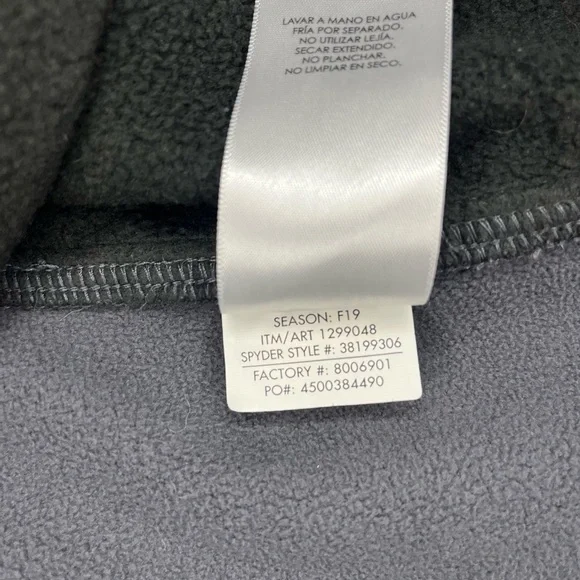 LAVAR A MANO EN AGUA
FRÍA POR SEPARADO.
NO UTILIZAR LEJÍA.
SECAR EXTENDIDO.
NO PLANCHAR.
NO LIMPIAR EN SECO.
SEASON: F19
ITM/ART 1299048
SPYDER STYLE #: 38199306
FACTORY #: 8006901
PO#: 4500384490